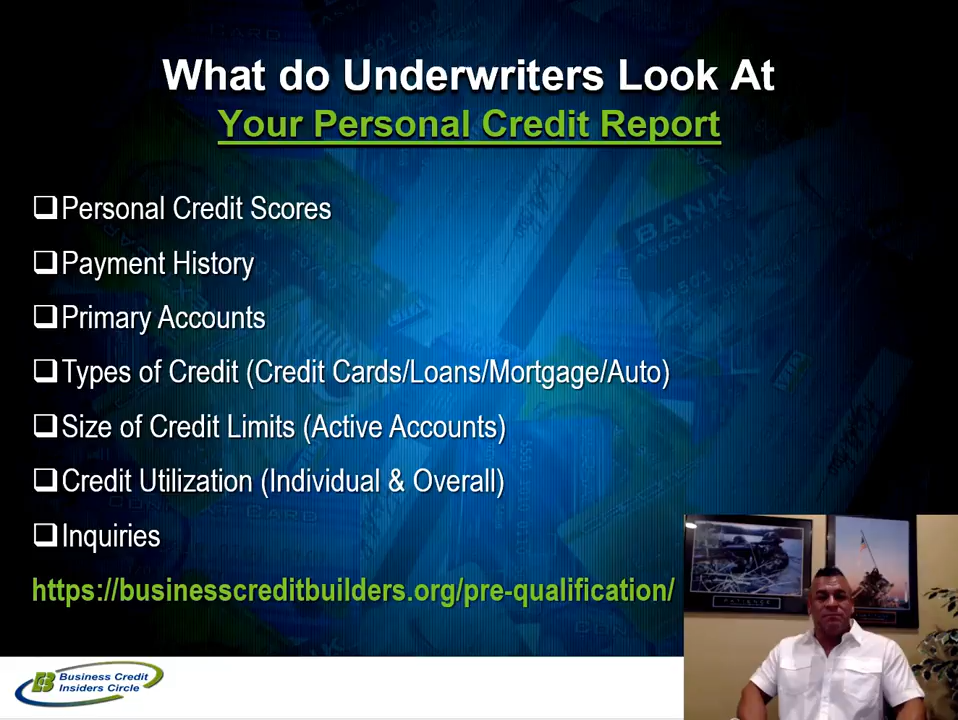 What do Underwriters Look At
Your Personal Credit Report
Personal Credit Scores
Payment History
Primary Accounts
Types of Credit (Credit Cards/Loans/Mortgage/Auto)
Size of Credit Limits (Active Accounts)
Credit Utilization (Individual & Overall)
Inquiries
https://businesscreditbuilders.org/pre-qualification/
Business Credit
Insiders Circle
PATIENCE
BANK